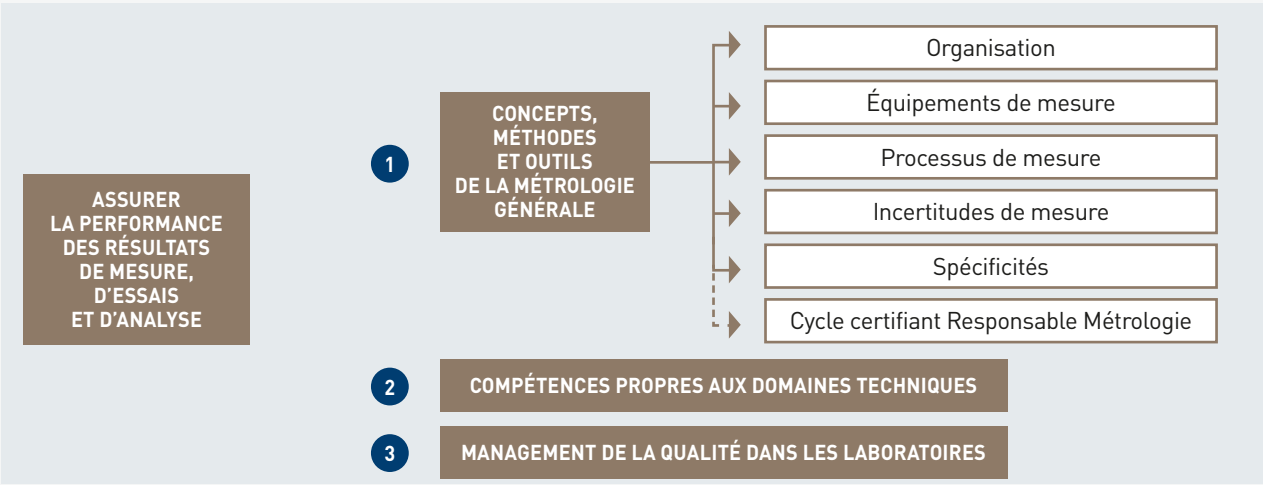 ASSURER
LA PERFORMANCE
DES RÉSULTATS
DE MESURE,
D'ESSAIS
ET D'ANALYSE
1
CONCEPTS,
MÉTHODES
ET OUTILS
DE LA MÉTROLOGIE
GÉNÉRALE
Organisation
Équipements de mesure
Processus de mesure
Incertitudes de mesure
Spécificités
Cycle certifiant Responsable Métrologie
2
COMPÉTENCES PROPRES AUX DOMAINES TECHNIQUES
3
MANAGEMENT DE LA QUALITÉ DANS LES LABORATOIRES